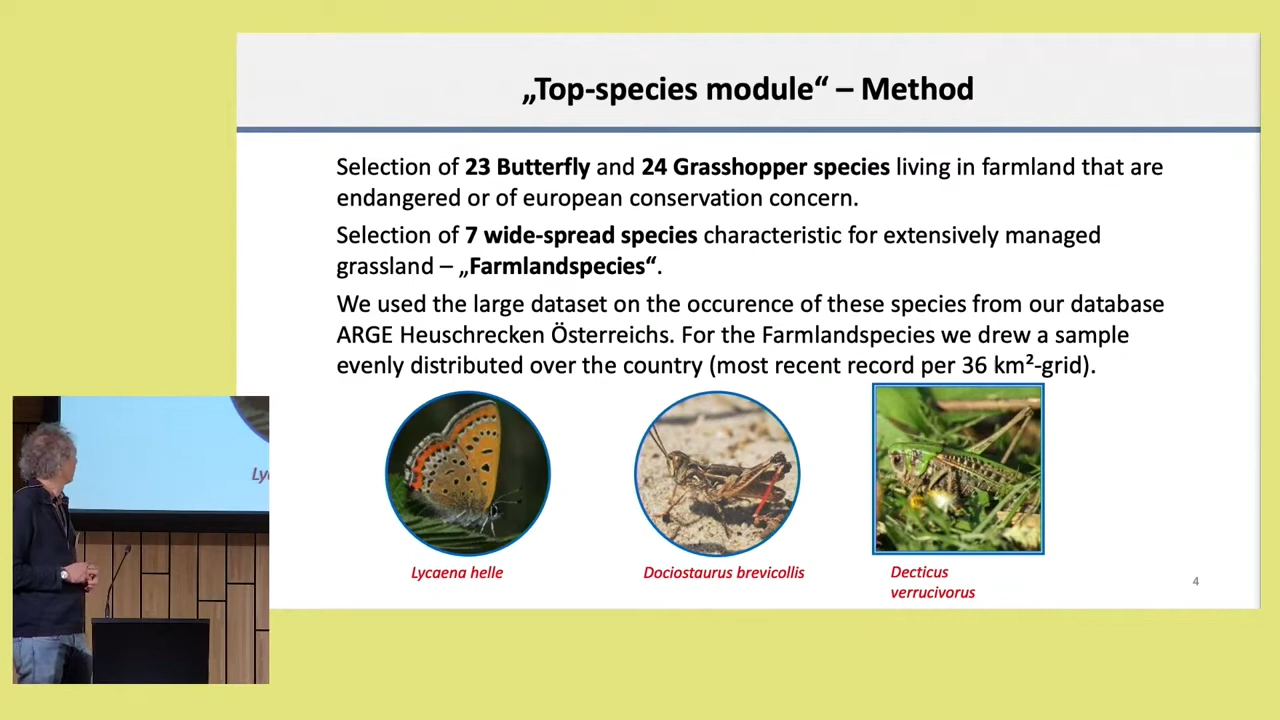 „Top-species module“ – Method
Selection of 23 Butterfly and 24 Grasshopper species living in farmland that are
endangered or of european conservation concern.
Selection of 7 wide-spread species characteristic for extensively managed
grassland – „Farmlandspecies“.
We used the large dataset on the occurence of these species from our database
ARGE Heuschrecken Österreichs. For the Farmlandspecies we drew a sample
evenly distributed over the country (most recent record per 36 km²-grid).
Ly
Lycaena helle
Dociostaurus brevicollis
Decticus
verrucivorus
4